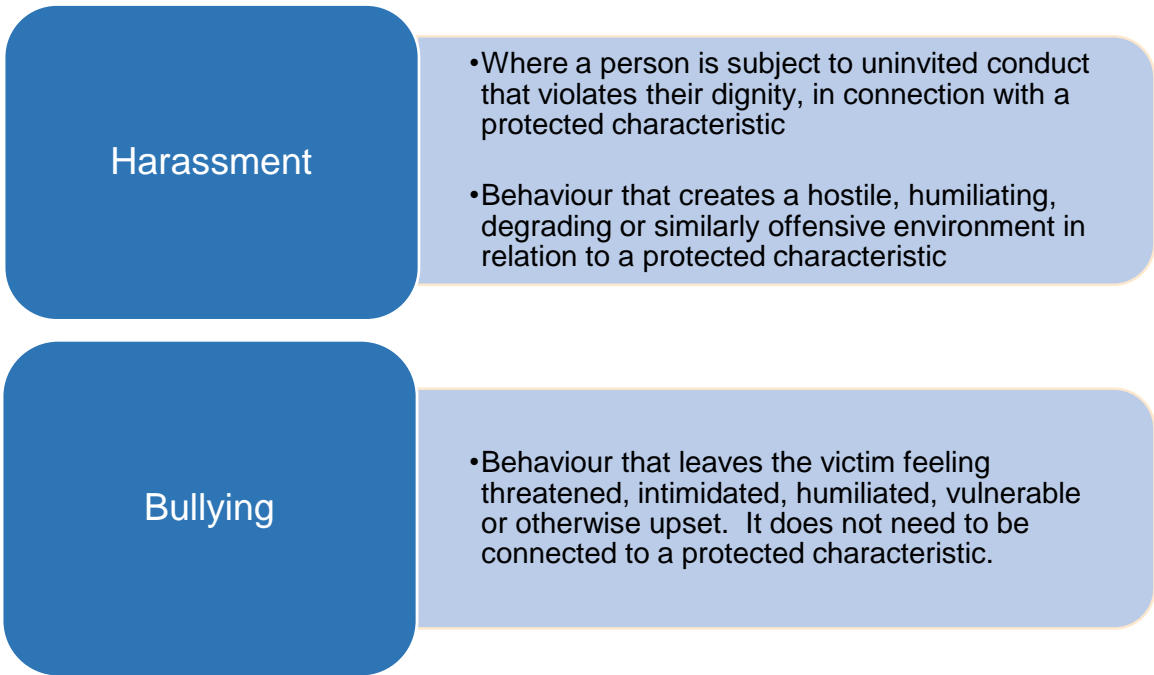 Harassment
•Where a person is subject to uninvited conduct
that violates their dignity, in connection with a
protected characteristic
•Behaviour that creates a hostile, humiliating,
degrading or similarly offensive environment in
relation to a protected characteristic
Bullying
•Behaviour that leaves the victim feeling
threatened, intimidated, humiliated, vulnerable
or otherwise upset.  It does not need to be
connected to a protected characteristic.